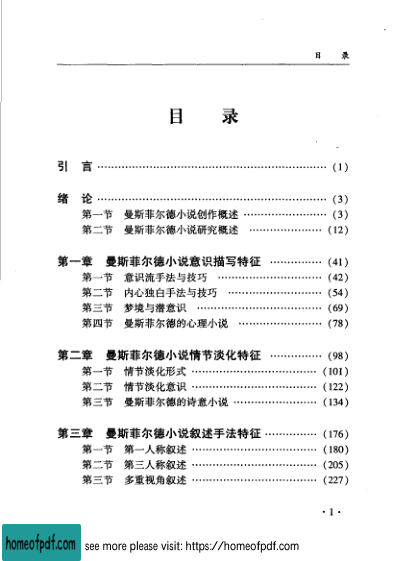 目 录
目 录
引 言 ………………………………………………………… (1)
绪 论 ………………………………………………………… (3)
第一节 曼斯菲尔德小说创作概述 …………………… (3)
第二节 曼斯菲尔德小说研究概述 …………………… (12)
第一章 曼斯菲尔德小说意识描写特征 …………… (41)
第一节 意识流手法与技巧 …………………………… (42)
第二节 内心独白手法与技巧 ………………………… (54)
第三节 梦境与潜意识 ………………………………… (69)
第四节 曼斯菲尔德的心理小说 ……………………… (78)
第二章 曼斯菲尔德小说情节淡化特征 …………… (98)
第一节 情节淡化形式 ………………………………… (101)
第二节 情节淡化意识 ………………………………… (122)
第三节 曼斯菲尔德的诗意小说 ……………………… (134)
第三章 曼斯菲尔德小说叙述手法特征 …………… (176)
第一节 第一人称叙述 ………………………………… (180)
第二节 第三人称叙述 ………………………………… (205)
第三节 多重视角叙述 ………………………………… (227)
· 1 ·
homeofpdf.com see more please visit: https://homeofpdf.com